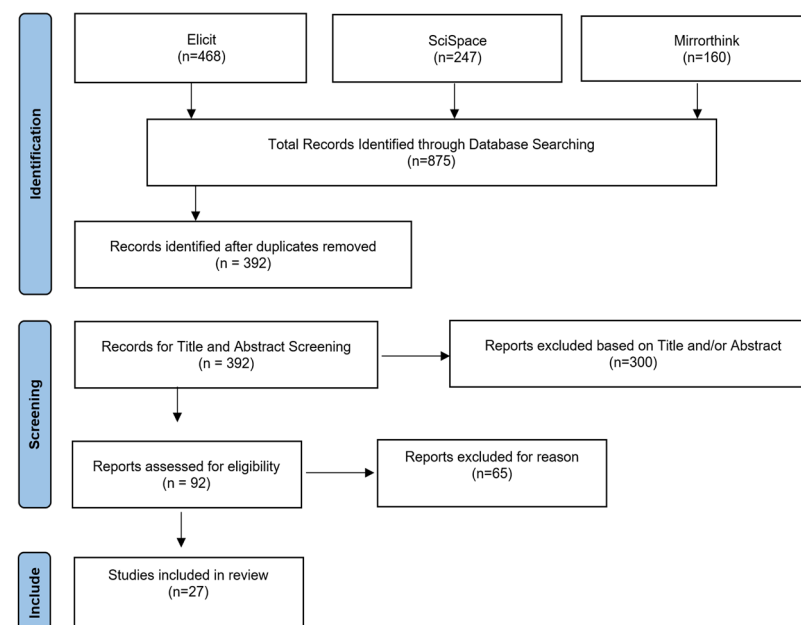 Elicit
(n=468)
SciSpace
(n=247)
Mirrorthink
(n=160)
Identification
Total Records Identified through Database Searching
(n=875)
Records identified after duplicates removed
(n = 392)
Screening
Records for Title and Abstract Screening
(n = 392)
Reports excluded based on Title and/or Abstract
(n=300)
Reports assessed for eligibility
(n = 92)
Reports excluded for reason
(n=65)
Include
Studies included in review
(n=27)